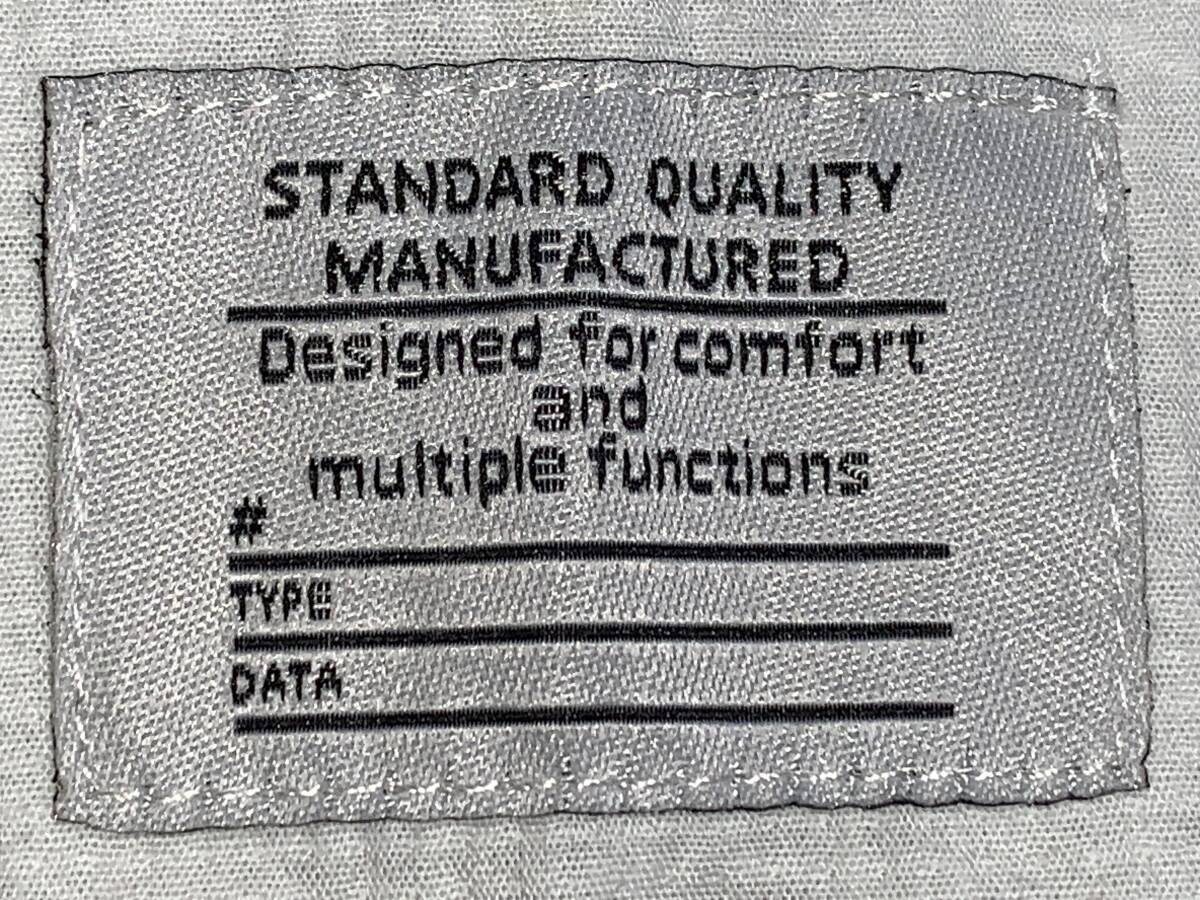 STANDARD QUALITY
MANUFACTURED
Designed for comfort
and
multiple functions
#
TYPE
DATA